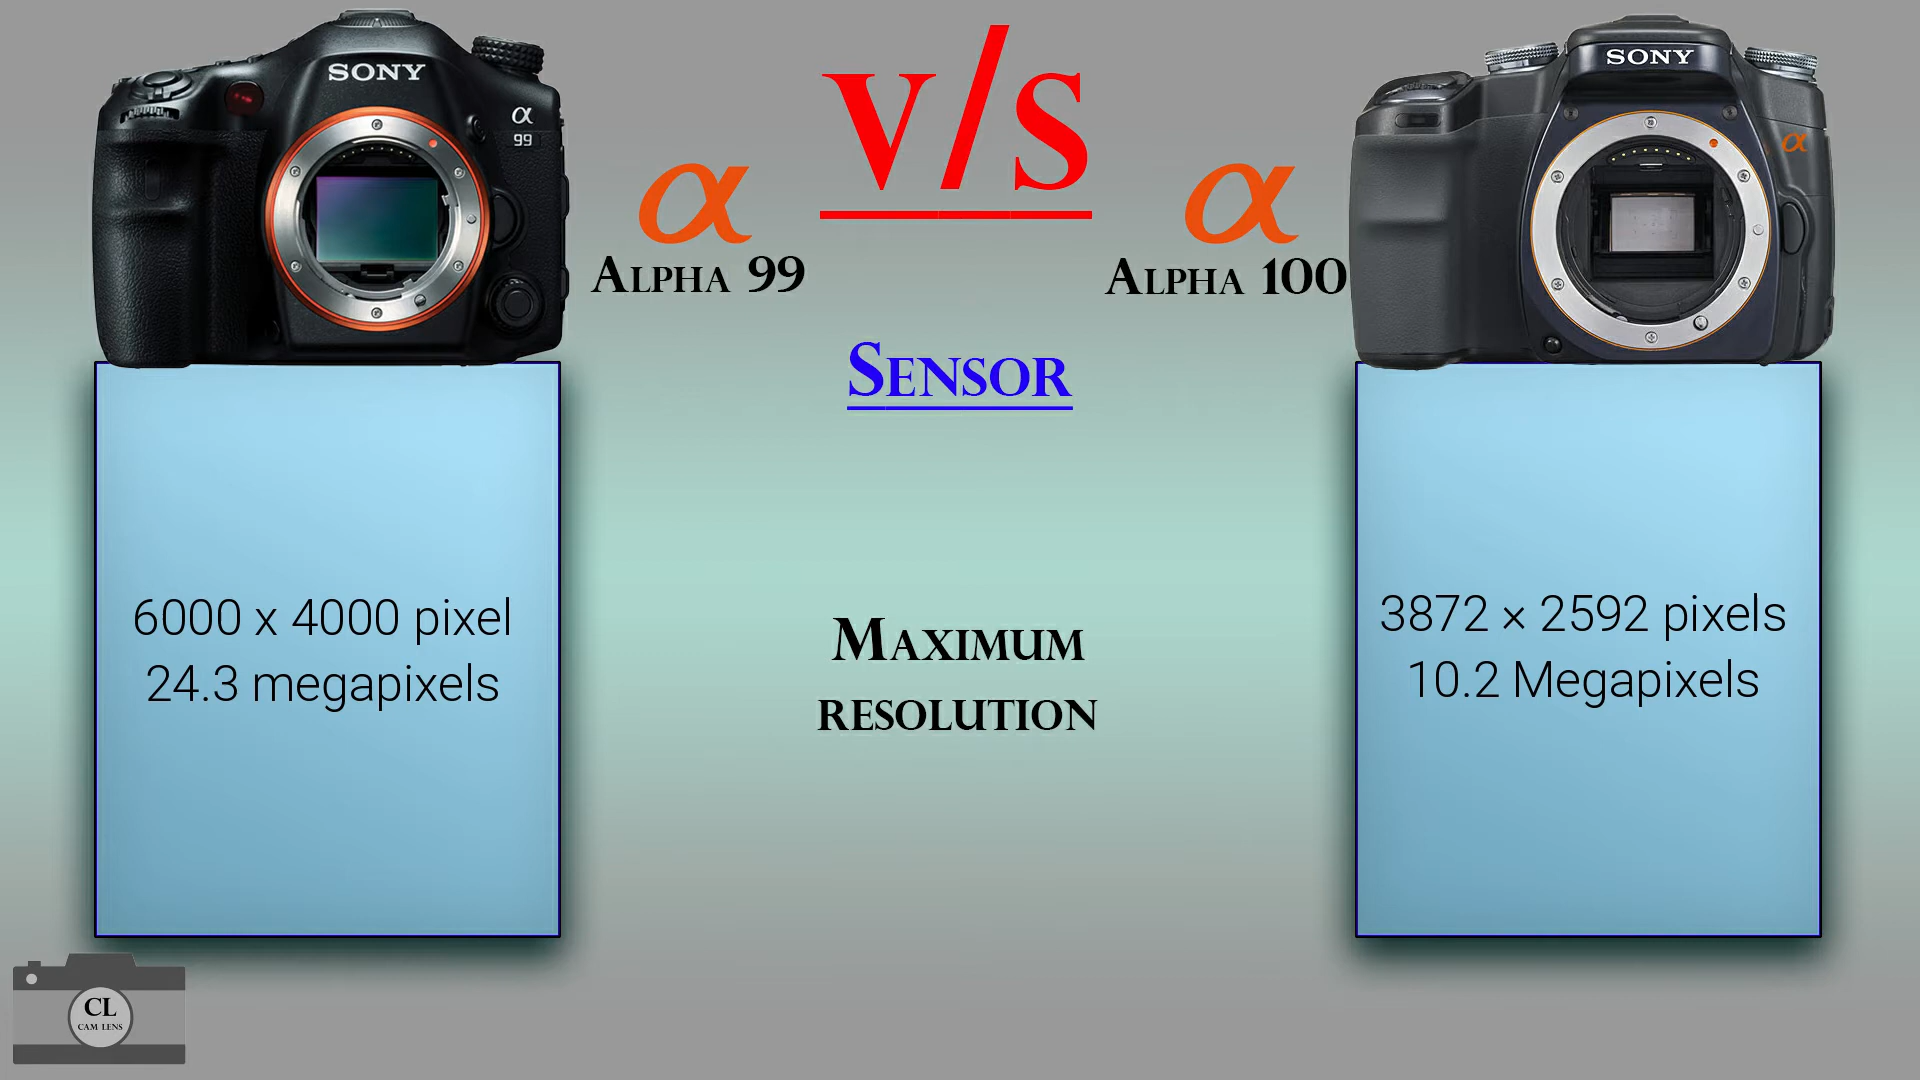 SONY
α
99
α
Alpha 99
v/s
α
Alpha 100
SONY
α
Sensor
6000 x 4000 pixel
24.3 megapixels
Maximum
resolution
3872 × 2592 pixels
10.2 Megapixels
CL
CAM LENS